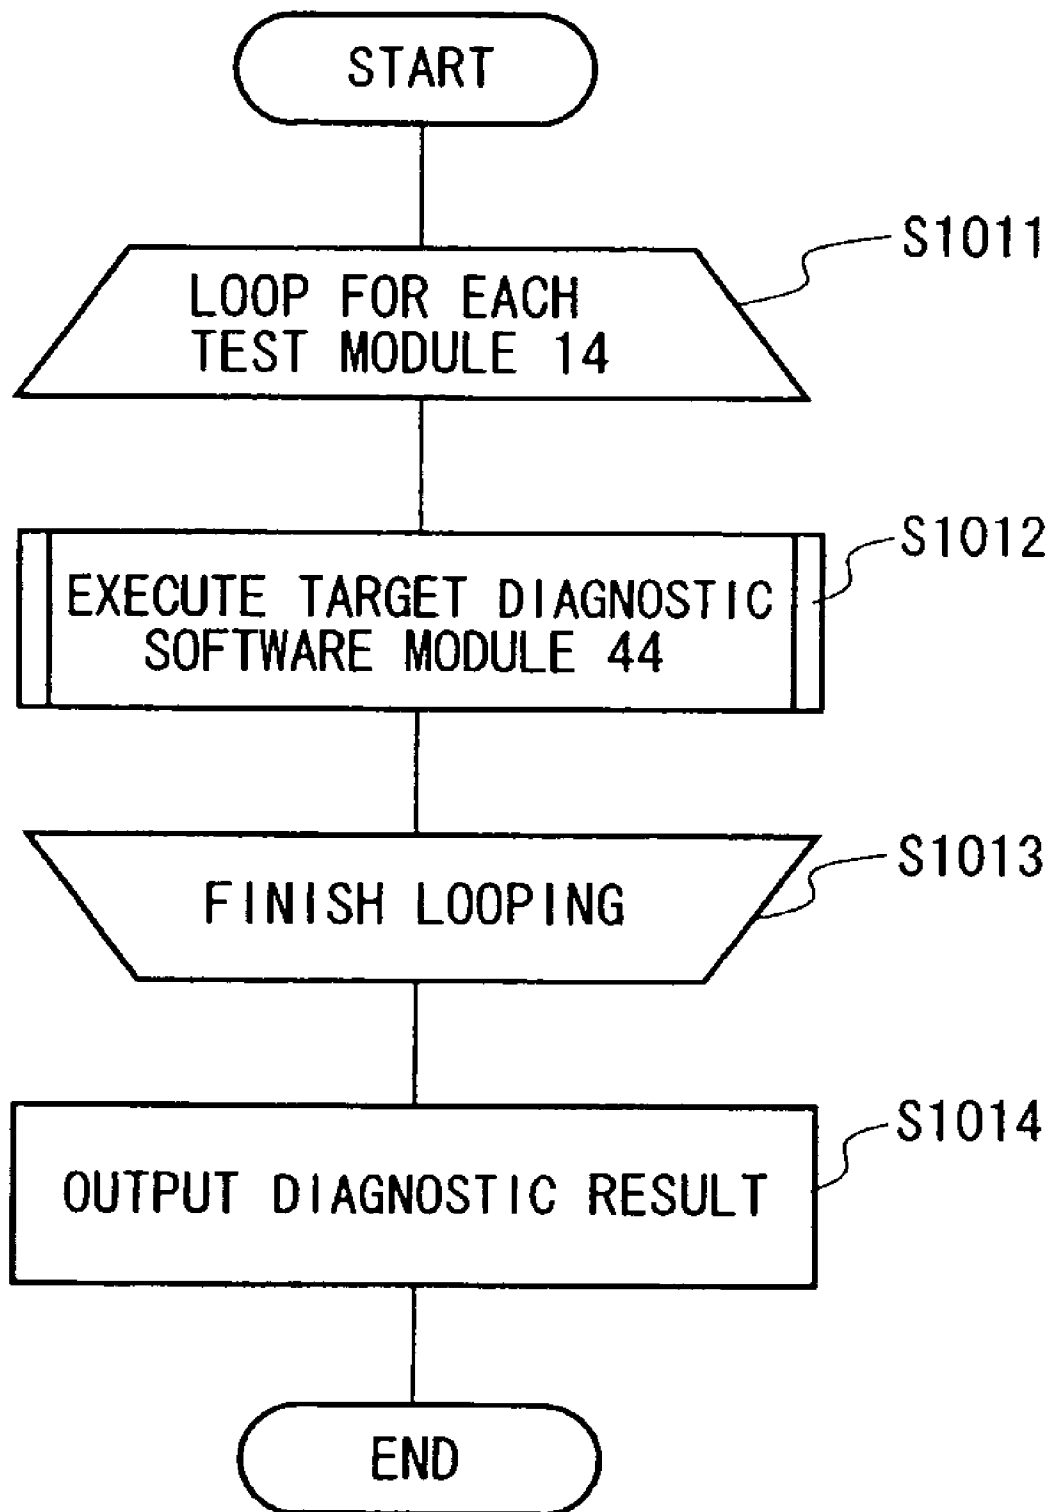 START
S1011
LOOP FOR EACH
TEST MODULE 14
S1012
EXECUTE TARGET DIAGNOSTIC
SOFTWARE MODULE 44
S1013
FINISH LOOPING
S1014
OUTPUT DIAGNOSTIC RESULT
END